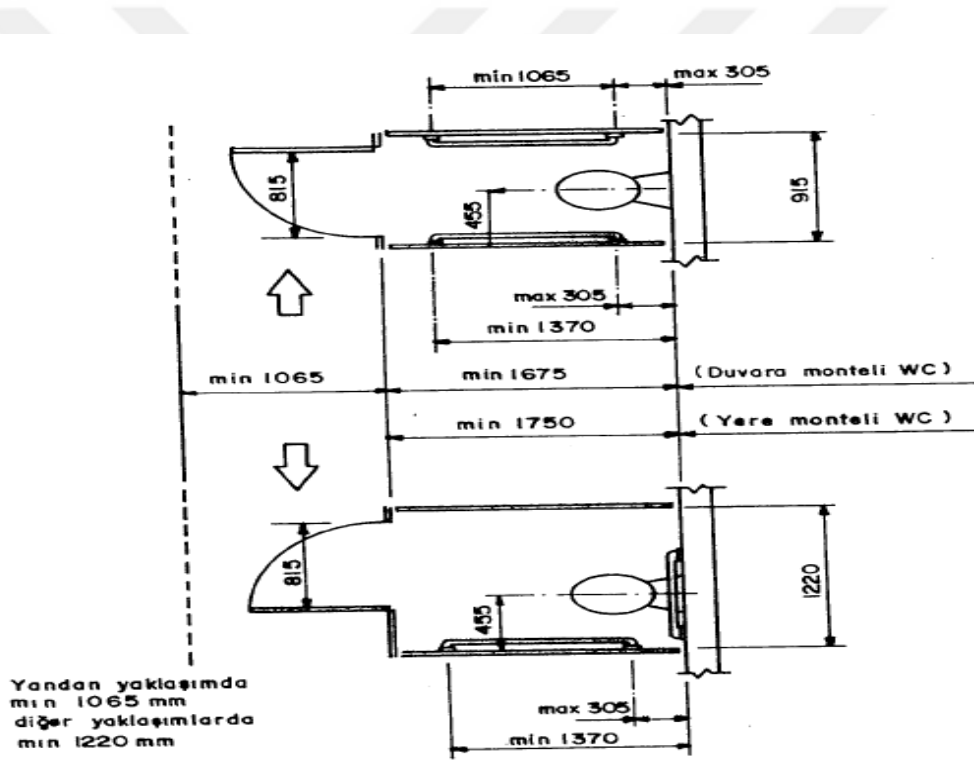 min 1065
max 305
815
455
915
max 305
min 1370
min 1065
min 1675
(Duvara monteli WC)
min 1750
(Yere monteli WC)
815
455
1220
Yandan yaklaşımda
min 1065 mm
diğer yaklaşımlarda
min 1220 mm
max 305
min 1370